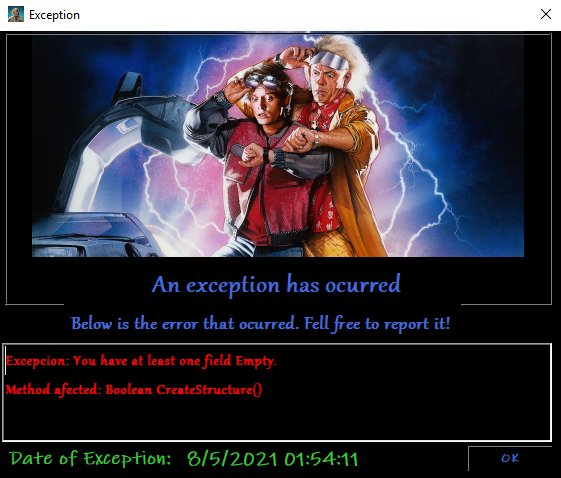 Exception
An exception has ocurred
Below is the error that ocurred. Fell free to report it!
Excepcion: You have at least one field Empty.
Method afected: Boolean CreateStructure()
Date of Exception: 8/5/2021 01:54:11
OK